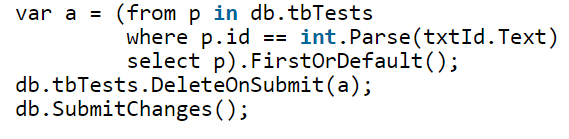 var a = (from p in db.tbTests
where p.id == int.Parse(txtId.Text)
select p).FirstOrDefault();
db.tbTests.DeleteOnSubmit(a);
db.SubmitChanges();